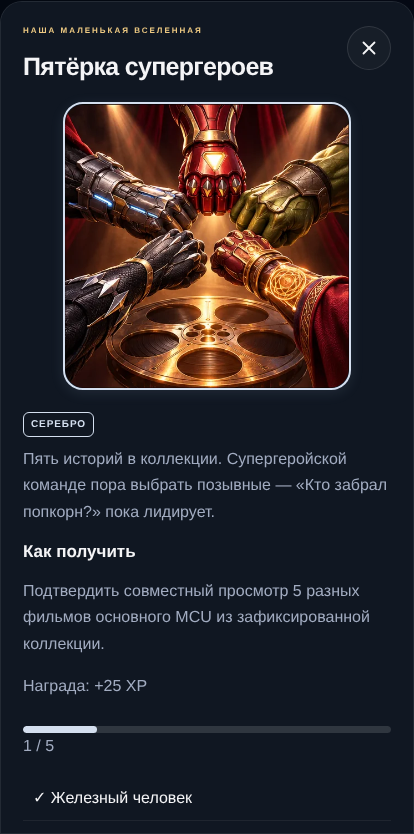 НАША МАЛЕНЬКАЯ ВСЕЛЕННАЯ
Пятёрка супергероев
СЕРЕБРО
Пять историй в коллекции. Супергеройской
команде пора выбрать позывные — «Кто забрал
попкорн?» пока лидирует.
Как получить
Подтвердить совместный просмотр 5 разных
фильмов основного MCU из зафиксированной
коллекции.
Награда: +25 XP
1 / 5
✓ Железный человек